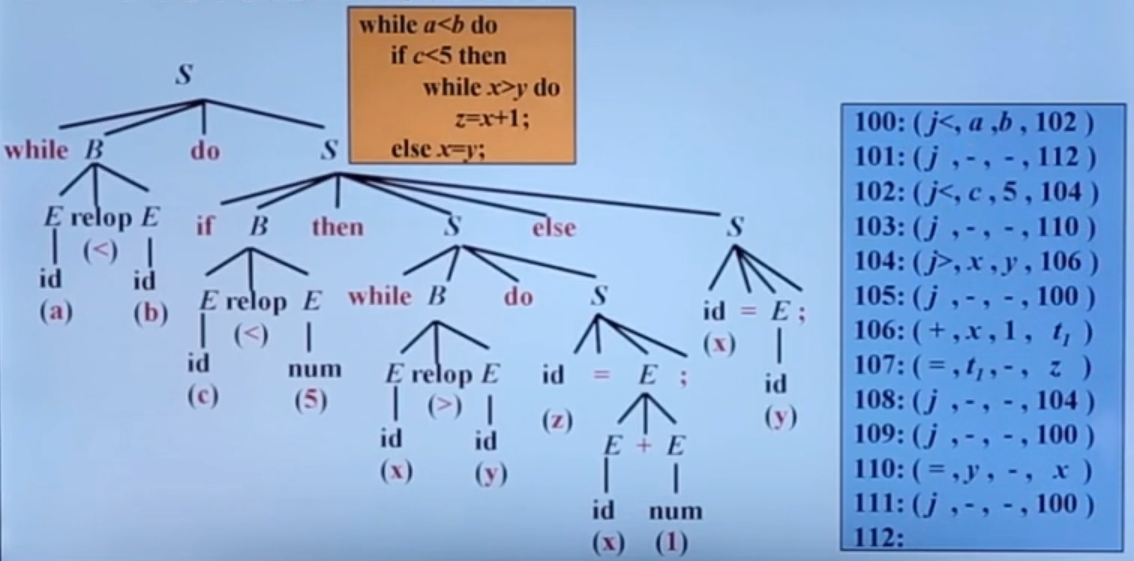 while a<b do
if c<5 then
while x>y do
z=x+1;
else x=y;
S
while B do S
E relop E
(<)
id id
(a) (b)
if B then S else S
E relop E
(<)
id num
(c) (5)
while B do S
id = E ;
(x)
id
(y)
E relop E
(>)
id id
(x) (y)
id = E ;
(z)
E + E
id num
(x) (1)
100: ( j<, a , b , 102 )
101: ( j , - , - , 112 )
102: ( j<, c , 5 , 104 )
103: ( j , - , - , 110 )
104: ( j>, x , y , 106 )
105: ( j , - , - , 100 )
106: ( + , x , 1 , t₁ )
107: ( = , t₁ , - , z )
108: ( j , - , - , 104 )
109: ( j , - , - , 100 )
110: ( = , y , - , x )
111: ( j , - , - , 100 )
112: